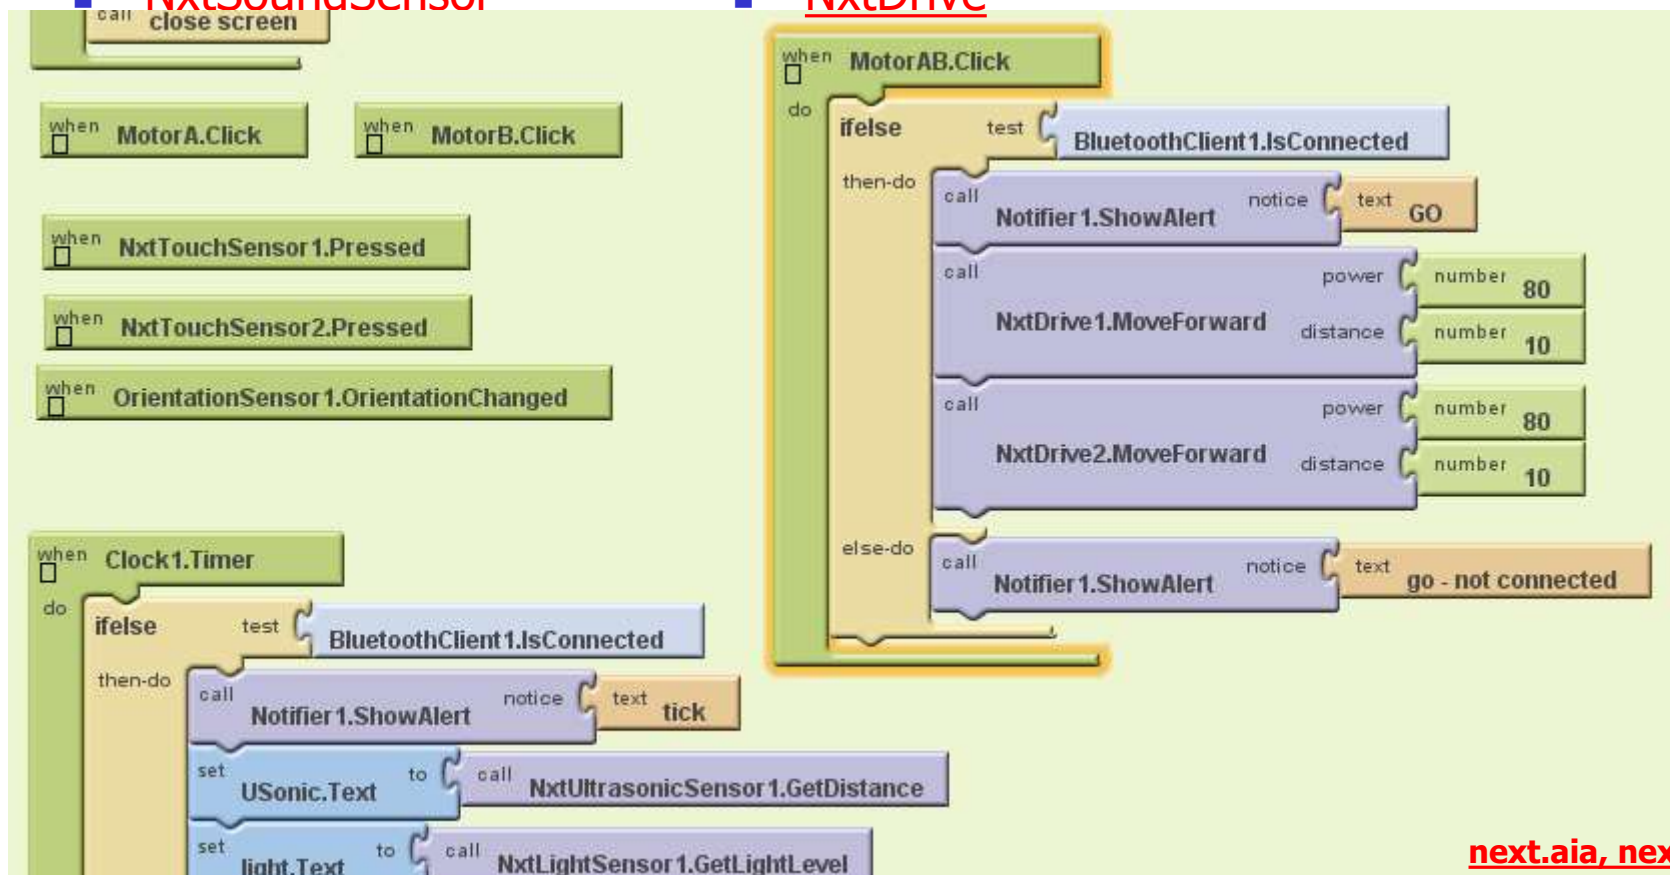 NxtSoundSensor
NxtDrive
call
close screen
when MotorA.Click
when MotorB.Click
when NxtTouchSensor1.Pressed
when NxtTouchSensor2.Pressed
when OrientationSensor1.OrientationChanged
when MotorAB.Click
do
ifelse test BluetoothClient1.IsConnected
then-do
call Notifier1.ShowAlert notice text GO
call
power number 80
NxtDrive1.MoveForward distance number 10
call
power number 80
NxtDrive2.MoveForward distance number 10
else-do
call Notifier1.ShowAlert notice text go - not connected
when Clock1.Timer
do
ifelse test BluetoothClient1.IsConnected
then-do
call Notifier1.ShowAlert notice text tick
set USonic.Text to call NxtUltrasonicSensor1.GetDistance
set light.Text to call NxtLightSensor1.GetLightLevel
next.aia, nex